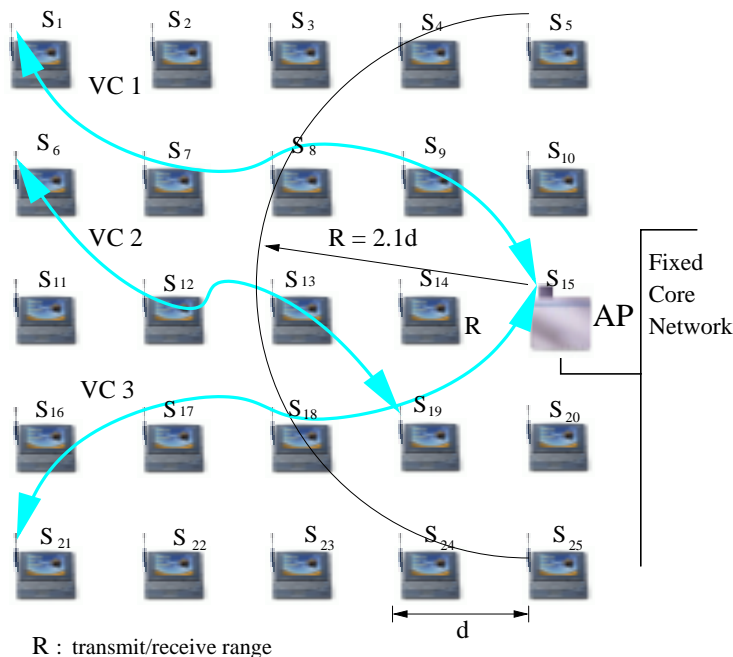 S1 S2 S3 S4 S5
VC 1
S6 S7 S8 S9 S10
VC 2
R = 2.1d
S11 S12 S13 S14 S15
R
AP
Fixed
Core
Network
VC 3
S16 S17 S18 S19 S20
S21 S22 S23 S24 S25
d
R : transmit/receive range